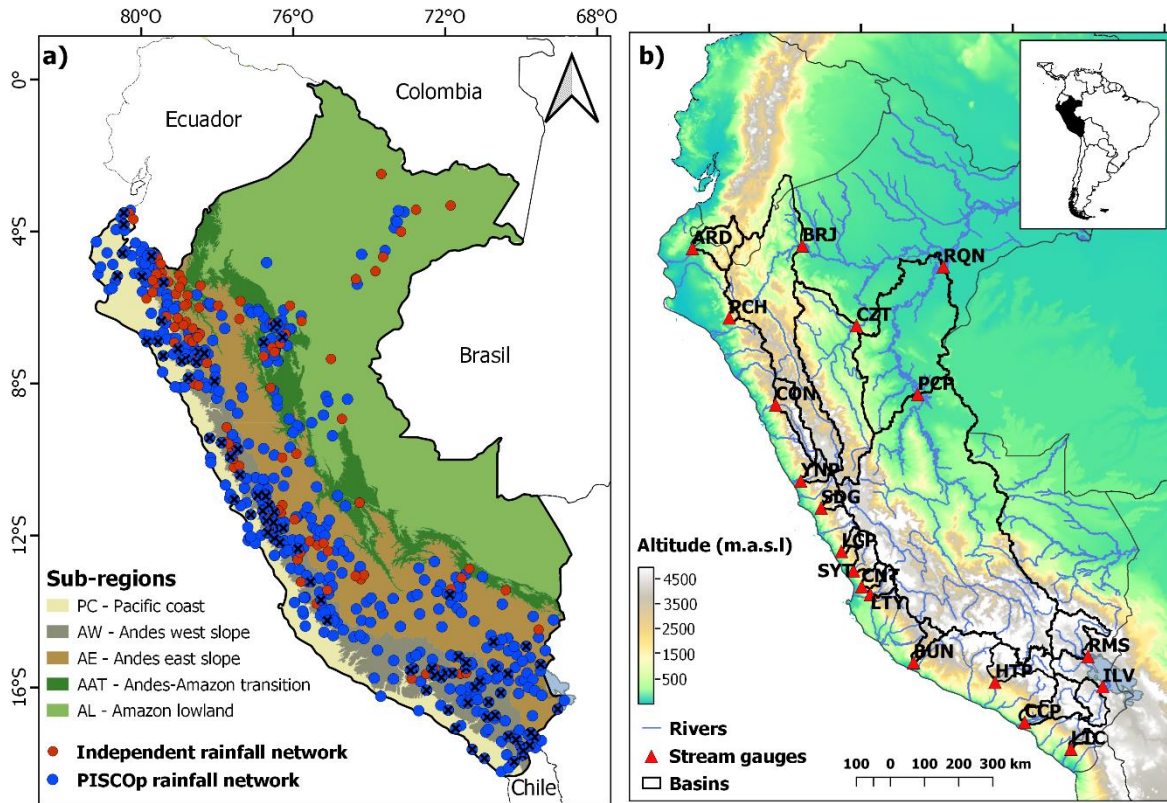 80°O 76°O 72°O 68°O
a)
0°
4°S
8°S
12°S
16°S
Ecuador
Colombia
Brasil
Chile
Sub-regions
PC - Pacific coast
AW - Andes west slope
AE - Andes east slope
AAT - Andes-Amazon transition
AL - Amazon lowland
Independent rainfall network
PISCOp rainfall network
b)
ARD
BRJ
RQN
PCH
CZT
PCP
CON
YNP
SDG
LGP
SYT
CNT
LTY
BUN
HTP
RMS
ILV
CCP
LTC
Altitude (m.a.s.l)
4500
3500
2500
1500
500
Rivers
Stream gauges
Basins
100 0 100 200 300 km